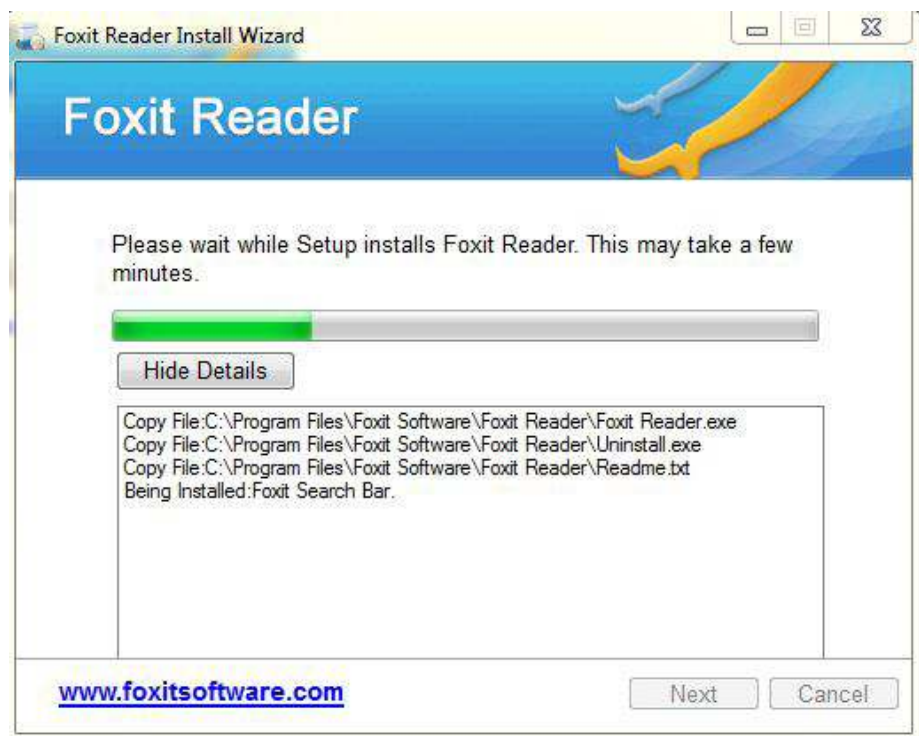 Foxit Reader Install Wizard
Foxit Reader
Please wait while Setup installs Foxit Reader. This may take a few
minutes.
Hide Details
Copy File:C:\Program Files\Foxit Software\Foxit Reader\Foxit Reader.exe
Copy File:C:\Program Files\Foxit Software\Foxit Reader\Uninstall.exe
Copy File:C:\Program Files\Foxit Software\Foxit Reader\Readme.txt
Being Installed:Foxit Search Bar.
www.foxitsoftware.com
Next Cancel